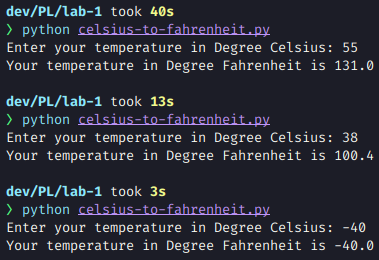 dev/PL/lab-1 took 40s
❯ python celsius-to-fahrenheit.py
Enter your temperature in Degree Celsius: 55
Your temperature in Degree Fahrenheit is 131.0
dev/PL/lab-1 took 13s
❯ python celsius-to-fahrenheit.py
Enter your temperature in Degree Celsius: 38
Your temperature in Degree Fahrenheit is 100.4
dev/PL/lab-1 took 3s
❯ python celsius-to-fahrenheit.py
Enter your temperature in Degree Celsius: -40
Your temperature in Degree Fahrenheit is -40.0